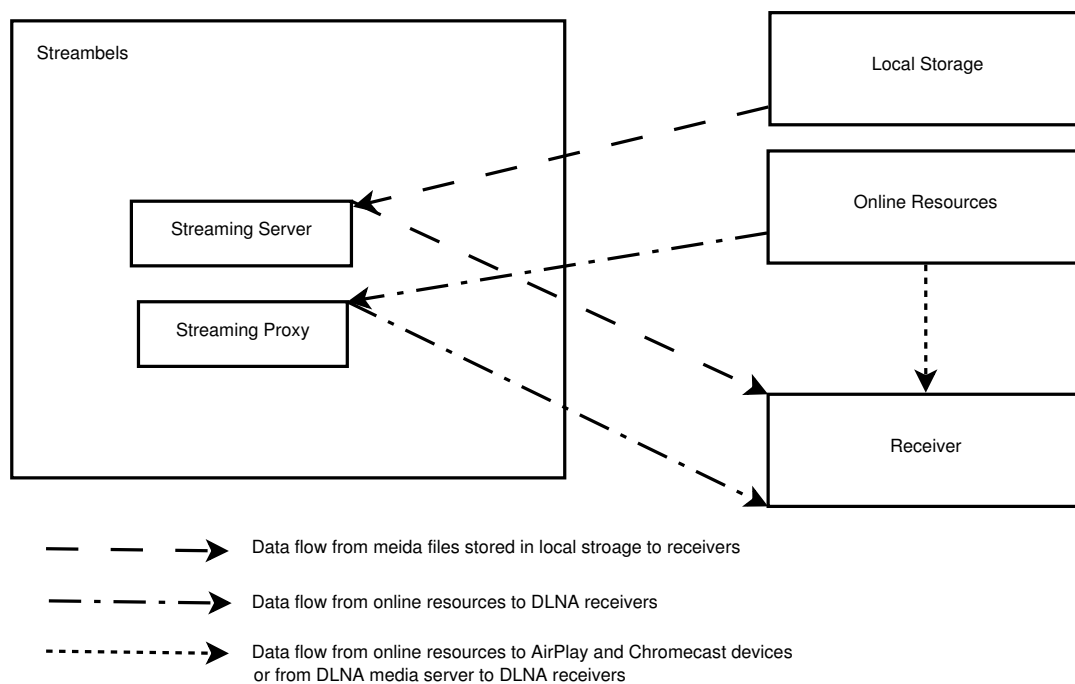 Streambels
Local Storage
Online Resources
Streaming Server
Streaming Proxy
Receiver
Data flow from meida files stored in local stroage to receivers
Data flow from online resources to DLNA receivers
Data flow from online resources to AirPlay and Chromecast devices
or from DLNA media server to DLNA receivers